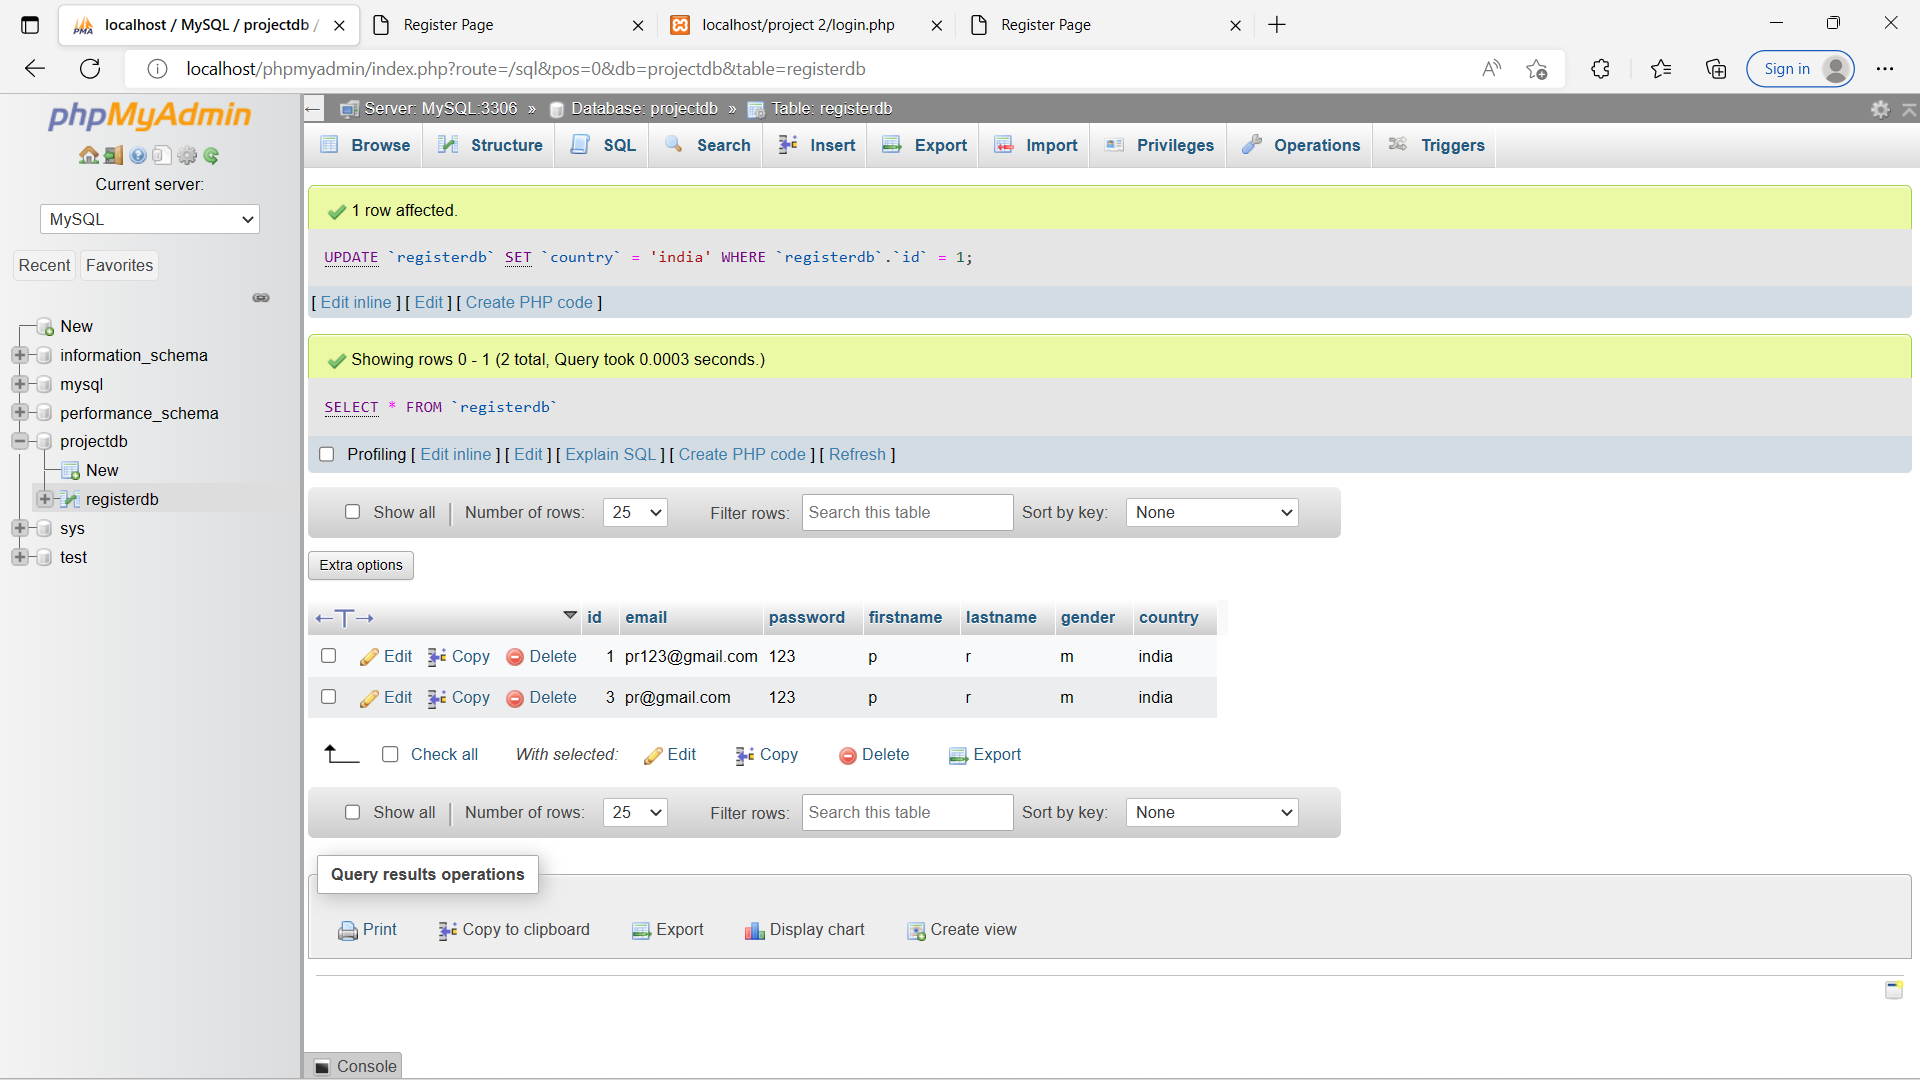 localhost / MySQL / projectdb /
Register Page
localhost/project 2/login.php
Register Page
localhost/phpmyadmin/index.php?route=/sql&pos=0&db=projectdb&table=registerdb
Sign in
phpMyAdmin
Current server:
MySQL
Recent Favorites
New
information_schema
mysql
performance_schema
projectdb
New
registerdb
sys
test
Server: MySQL:3306 » Database: projectdb » Table: registerdb
Browse Structure SQL Search Insert Export Import Privileges Operations Triggers
1 row affected.
UPDATE `registerdb` SET `country` = 'india' WHERE `registerdb`.`id` = 1;
[ Edit inline ] [ Edit ] [ Create PHP code ]
Showing rows 0 - 1 (2 total, Query took 0.0003 seconds.)
SELECT * FROM `registerdb`
Profiling [ Edit inline ] [ Edit ] [ Explain SQL ] [ Create PHP code ] [ Refresh ]
Show all | Number of rows: 25 Filter rows: Search this table Sort by key: None
Extra options
←T→ id email password firstname lastname gender country
Edit Copy Delete 1 pr123@gmail.com 123 p r m india
Edit Copy Delete 3 pr@gmail.com 123 p r m india
Check all With selected: Edit Copy Delete Export
Show all | Number of rows: 25 Filter rows: Search this table Sort by key: None
Query results operations
Print Copy to clipboard Export Display chart Create view
Console